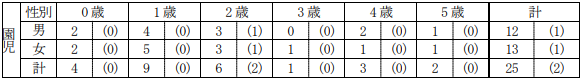 園児 性別 0歳 1歳 2歳 3歳 4歳 5歳 計
男 2 (0) 4 (0) 3 (1) 0 (0) 2 (0) 1 (0) 12 (1)
女 2 (0) 5 (0) 3 (1) 1 (0) 1 (0) 1 (0) 13 (1)
計 4 (0) 9 (0) 6 (2) 1 (0) 3 (0) 2 (0) 25 (2)